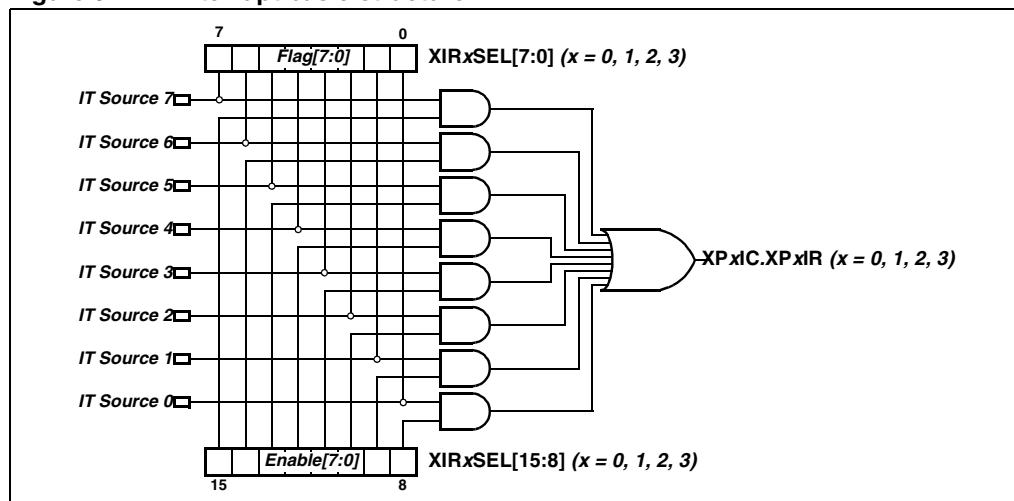 7 0
Flag[7:0] XIRxSEL[7:0] (x = 0, 1, 2, 3)
IT Source 7
IT Source 6
IT Source 5
IT Source 4
IT Source 3
IT Source 2
IT Source 1
IT Source 0
XPxIC.XPxIR (x = 0, 1, 2, 3)
Enable[7:0] XIRxSEL[15:8] (x = 0, 1, 2, 3)
15 8